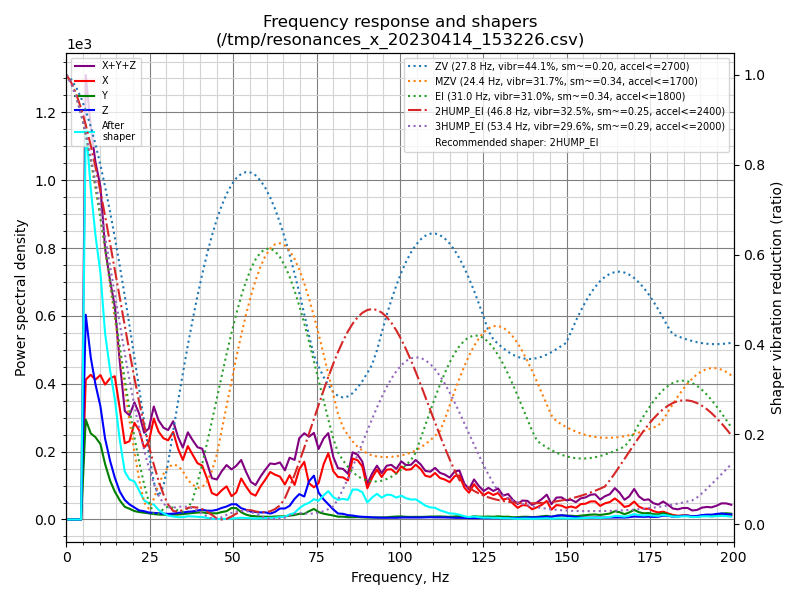 Frequency response and shapers
(/tmp/resonances_x_20230414_153226.csv)
1e3
X+Y+Z
X
Y
Z
After
shaper
ZV (27.8 Hz, vibr=44.1%, sm~=0.20, accel<=2700)
MZV (24.4 Hz, vibr=31.7%, sm~=0.34, accel<=1700)
EI (31.0 Hz, vibr=31.0%, sm~=0.34, accel<=1800)
2HUMP_EI (46.8 Hz, vibr=32.5%, sm~=0.25, accel<=2400)
3HUMP_EI (53.4 Hz, vibr=29.6%, sm~=0.29, accel<=2000)
Recommended shaper: 2HUMP_EI
Power spectral density
1.2
1.0
0.8
0.6
0.4
0.2
0.0
1.0
0.8
0.6
0.4
0.2
0.0
Shaper vibration reduction (ratio)
0 25 50 75 100 125 150 175 200
Frequency, Hz